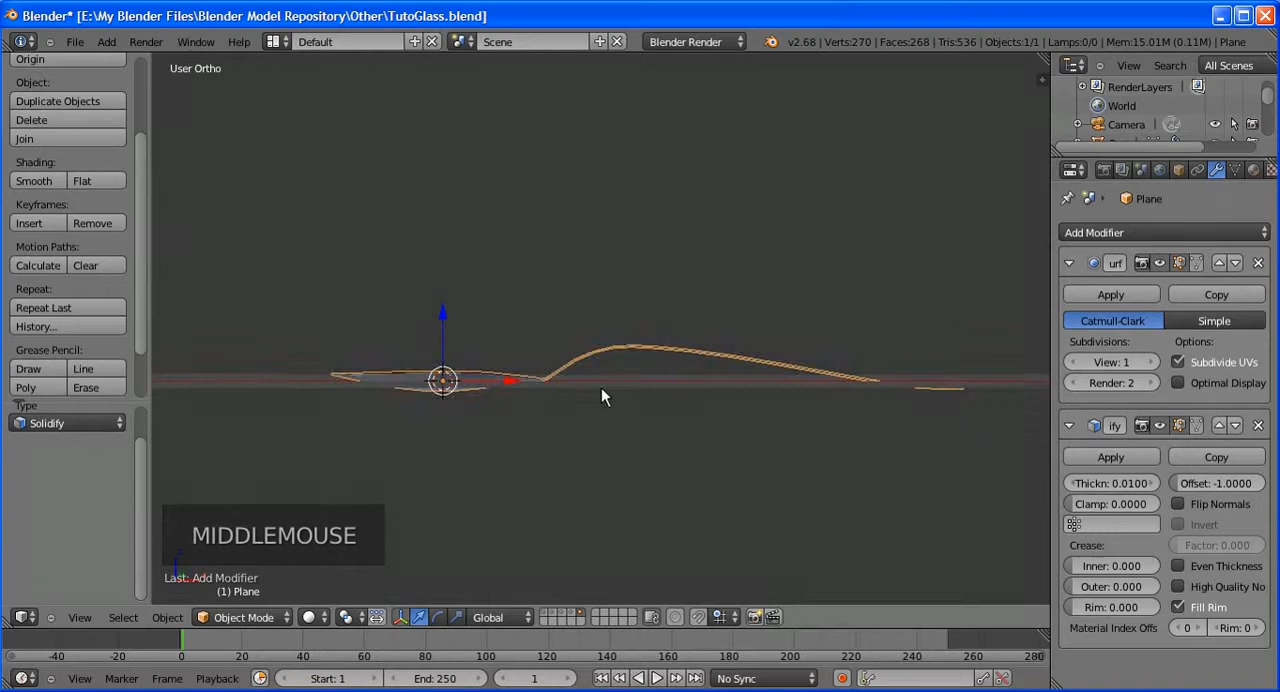 Blender* [E:\My Blender Files\Blender Model Repository\Other\TutoGlass.blend]
File Add Render Window Help Default Scene Blender Render v2.68 | Verts:270 | Faces:268 | Tris:536 | Objects:1/1 | Lamps:0/0 | Mem:15.01M (0.11M) | Plane
Origin
Object:
Duplicate Objects
Delete
Join
Shading:
Smooth Flat
Keyframes:
Insert Remove
Motion Paths:
Calculate Clear
Repeat:
Repeat Last
History...
Grease Pencil:
Draw Line
Poly Erase
Type
Solidify
User Ortho
MIDDLEMOUSE
Last: Add Modifier
(1) Plane
View Search All Scenes
RenderLayers
World
Camera
Plane
Add Modifier
urf
Apply Copy
Catmull-Clark Simple
Subdivisions: Options:
View: 1 Subdivide UVs
Render: 2 Optimal Display
ify
Apply Copy
Thickn: 0.0100 Offset: -1.0000
Clamp: 0.0000 Flip Normals
Invert
Crease: Factor: 0.000
Inner: 0.000 Even Thickness
Outer: 0.000 High Quality No
Rim: 0.000 Fill Rim
Material Index Offs 0 Rim: 0
View Select Object Object Mode Global
-40 -20 0 20 40 60 80 100 120 140 160 180 200 220 240 260 280
View Marker Frame Playback Start: 1 End: 250 1 No Sync